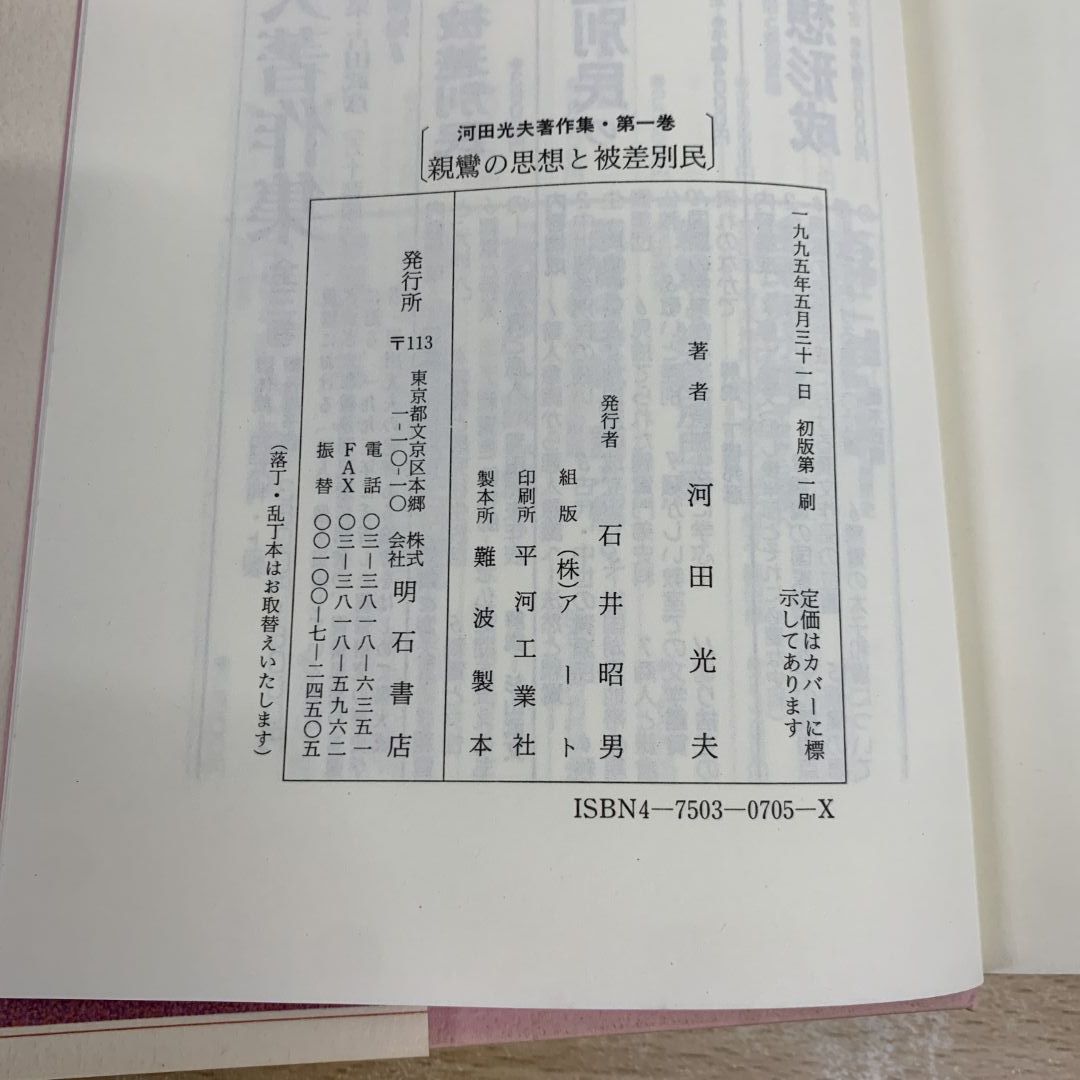 河田光夫著作集・第一巻
親鸞の思想と被差別民
一九九五年五月三十一日　初版第一刷
定価はカバーに標
示してあります
著者　河田光夫
発行者　石井昭男
組版　(株)アート
印刷所　平河工業社
製本所　難波製本
発行所　株式会社　明石書店
〒113　東京都文京区本郷
一-二〇-一〇
電話　〇三―三八一八―六三五一
FAX　〇三―三八一八―五九六二
振替　〇〇一〇〇―七―二四五〇五
(落丁・乱丁本はお取替えいたします)
ISBN4―7503―0705―X